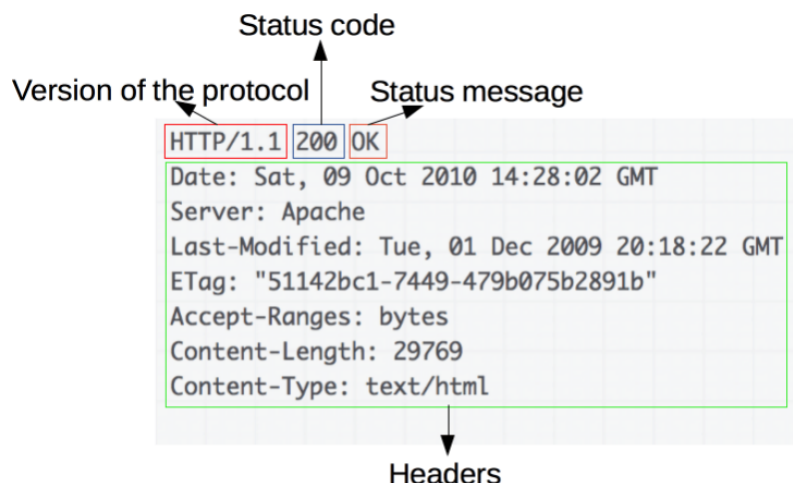 Status code
Version of the protocol
Status message
HTTP/1.1 200 OK
Date: Sat, 09 Oct 2010 14:28:02 GMT
Server: Apache
Last-Modified: Tue, 01 Dec 2009 20:18:22 GMT
ETag: "51142bc1-7449-479b075b2891b"
Accept-Ranges: bytes
Content-Length: 29769
Content-Type: text/html
Headers